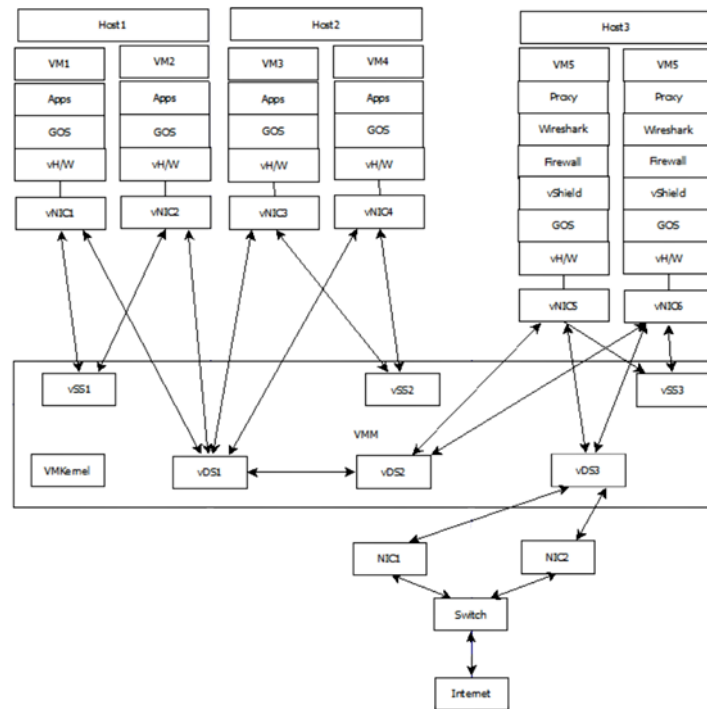 Host1
Host2
Host3
VM1
VM2
VM3
VM4
VM5
VM5
Apps
Apps
Apps
Apps
Proxy
Proxy
GOS
GOS
GOS
GOS
Wireshark
Wireshark
vH/W
vH/W
vH/W
vH/W
Firewall
Firewall
vShield
vShield
vNIC1
vNIC2
vNIC3
vNIC4
GOS
GOS
vH/W
vH/W
vNIC5
vNIC6
vSS1
vSS2
vSS3
VMM
VMKernel
vDS1
vDS2
vDS3
NIC1
NIC2
Switch
Internet